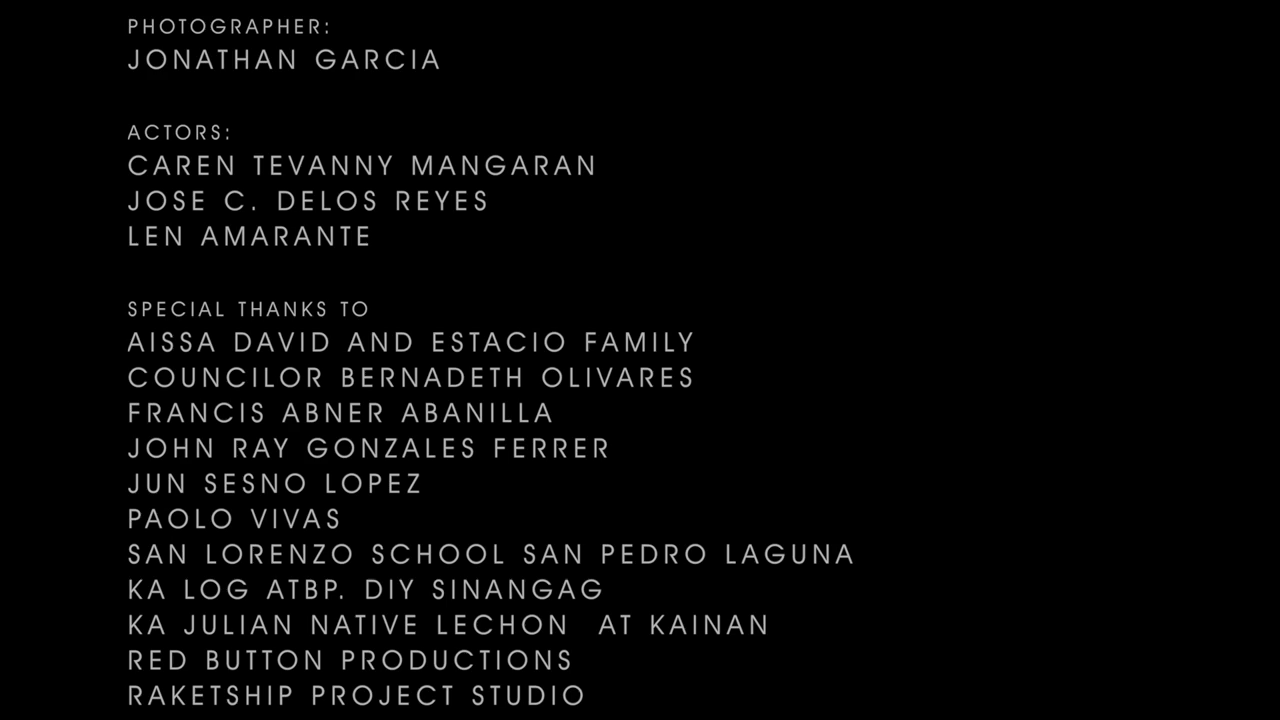 PHOTOGRAPHER:
JONATHAN GARCIA
ACTORS:
CAREN TEVANNY MANGARAN
JOSE C. DELOS REYES
LEN AMARANTE
SPECIAL THANKS TO
AISSA DAVID AND ESTACIO FAMILY
COUNCILOR BERNADETH OLIVARES
FRANCIS ABNER ABANILLA
JOHN RAY GONZALES FERRER
JUN SESNO LOPEZ
PAOLO VIVAS
SAN LORENZO SCHOOL SAN PEDRO LAGUNA
KA LOG ATBP. DIY SINANGAG
KA JULIAN NATIVE LECHON  AT KAINAN
RED BUTTON PRODUCTIONS
RAKETSHIP PROJECT STUDIO